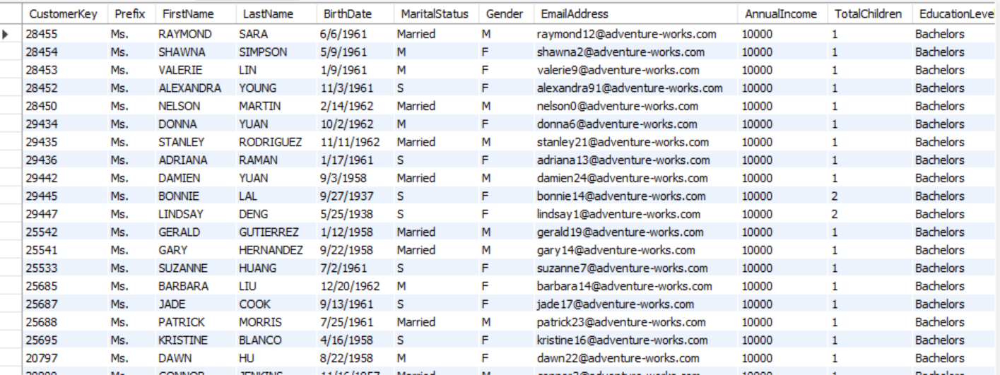 CustomerKey Prefix FirstName LastName BirthDate MaritalStatus Gender EmailAddress AnnualIncome TotalChildren EducationLeve
28455 Ms. RAYMOND SARA 6/6/1961 Married M raymond12@adventure-works.com 10000 1 Bachelors
28454 Ms. SHAWNA SIMPSON 5/9/1961 M F shawna2@adventure-works.com 10000 1 Bachelors
28453 Ms. VALERIE LIN 1/9/1961 M F valerie9@adventure-works.com 10000 1 Bachelors
28452 Ms. ALEXANDRA YOUNG 11/3/1961 S F alexandra91@adventure-works.com 10000 1 Bachelors
28450 Ms. NELSON MARTIN 2/14/1962 Married M nelson0@adventure-works.com 10000 1 Bachelors
29434 Ms. DONNA YUAN 10/2/1962 M F donna6@adventure-works.com 10000 1 Bachelors
29435 Ms. STANLEY RODRIGUEZ 11/11/1962 Married M stanley21@adventure-works.com 10000 1 Bachelors
29436 Ms. ADRIANA RAMAN 1/17/1961 S F adriana13@adventure-works.com 10000 1 Bachelors
29442 Ms. DAMIEN YUAN 9/3/1958 Married M damien24@adventure-works.com 10000 1 Bachelors
29445 Ms. BONNIE LAL 9/27/1937 S F bonnie14@adventure-works.com 10000 2 Bachelors
29447 Ms. LINDSAY DENG 5/25/1938 S F lindsay1@adventure-works.com 10000 2 Bachelors
25542 Ms. GERALD GUTIERREZ 1/12/1958 Married M gerald19@adventure-works.com 10000 1 Bachelors
25541 Ms. GARY HERNANDEZ 9/22/1958 Married M gary14@adventure-works.com 10000 1 Bachelors
25533 Ms. SUZANNE HUANG 7/2/1961 S F suzanne7@adventure-works.com 10000 1 Bachelors
25685 Ms. BARBARA LIU 12/20/1962 M F barbara14@adventure-works.com 10000 1 Bachelors
25687 Ms. JADE COOK 9/13/1961 S F jade17@adventure-works.com 10000 1 Bachelors
25688 Ms. PATRICK MORRIS 7/25/1961 Married M patrick23@adventure-works.com 10000 1 Bachelors
25695 Ms. KRISTINE BLANCO 4/16/1958 S F kristine16@adventure-works.com 10000 1 Bachelors
20797 Ms. DAWN HU 8/22/1958 M F dawn22@adventure-works.com 10000 1 Bachelors